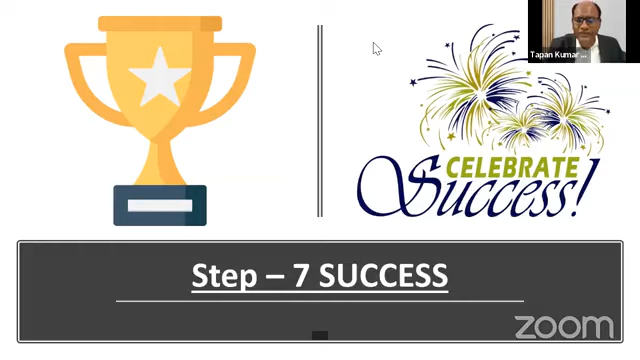 Tapan Kumar ...
CELEBRATE
Success!
Step – 7 SUCCESS
zoom